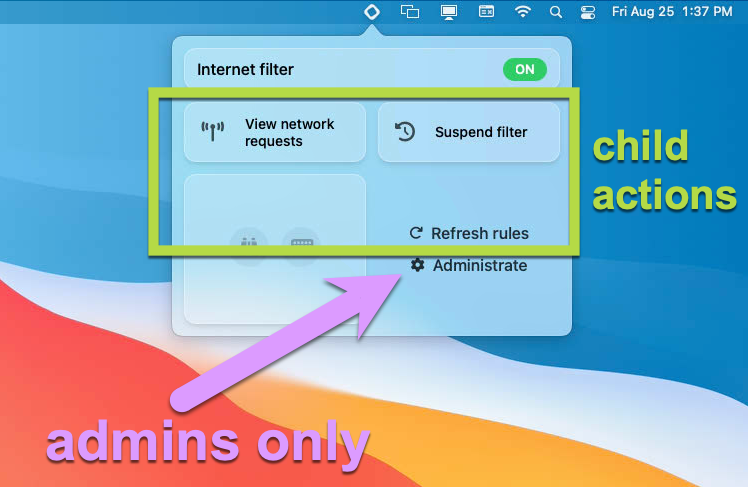 Fri Aug 25 1:37 PM
Internet filter
ON
View network
requests
Suspend filter
child
actions
Refresh rules
Administrate
admins only